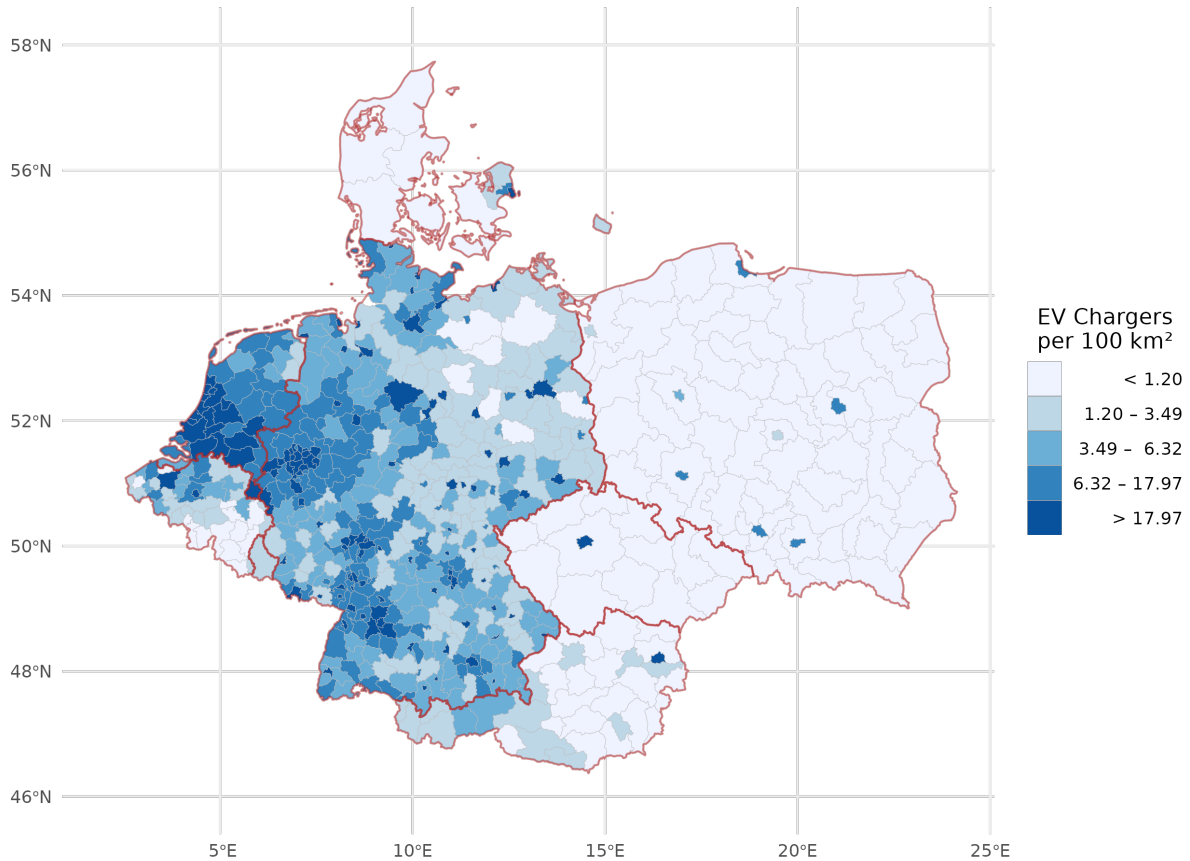 58°N
56°N
54°N
52°N
50°N
48°N
46°N
5°E
10°E
15°E
20°E
25°E
EV Chargers
per 100 km²
< 1.20
1.20 – 3.49
3.49 – 6.32
6.32 – 17.97
> 17.97